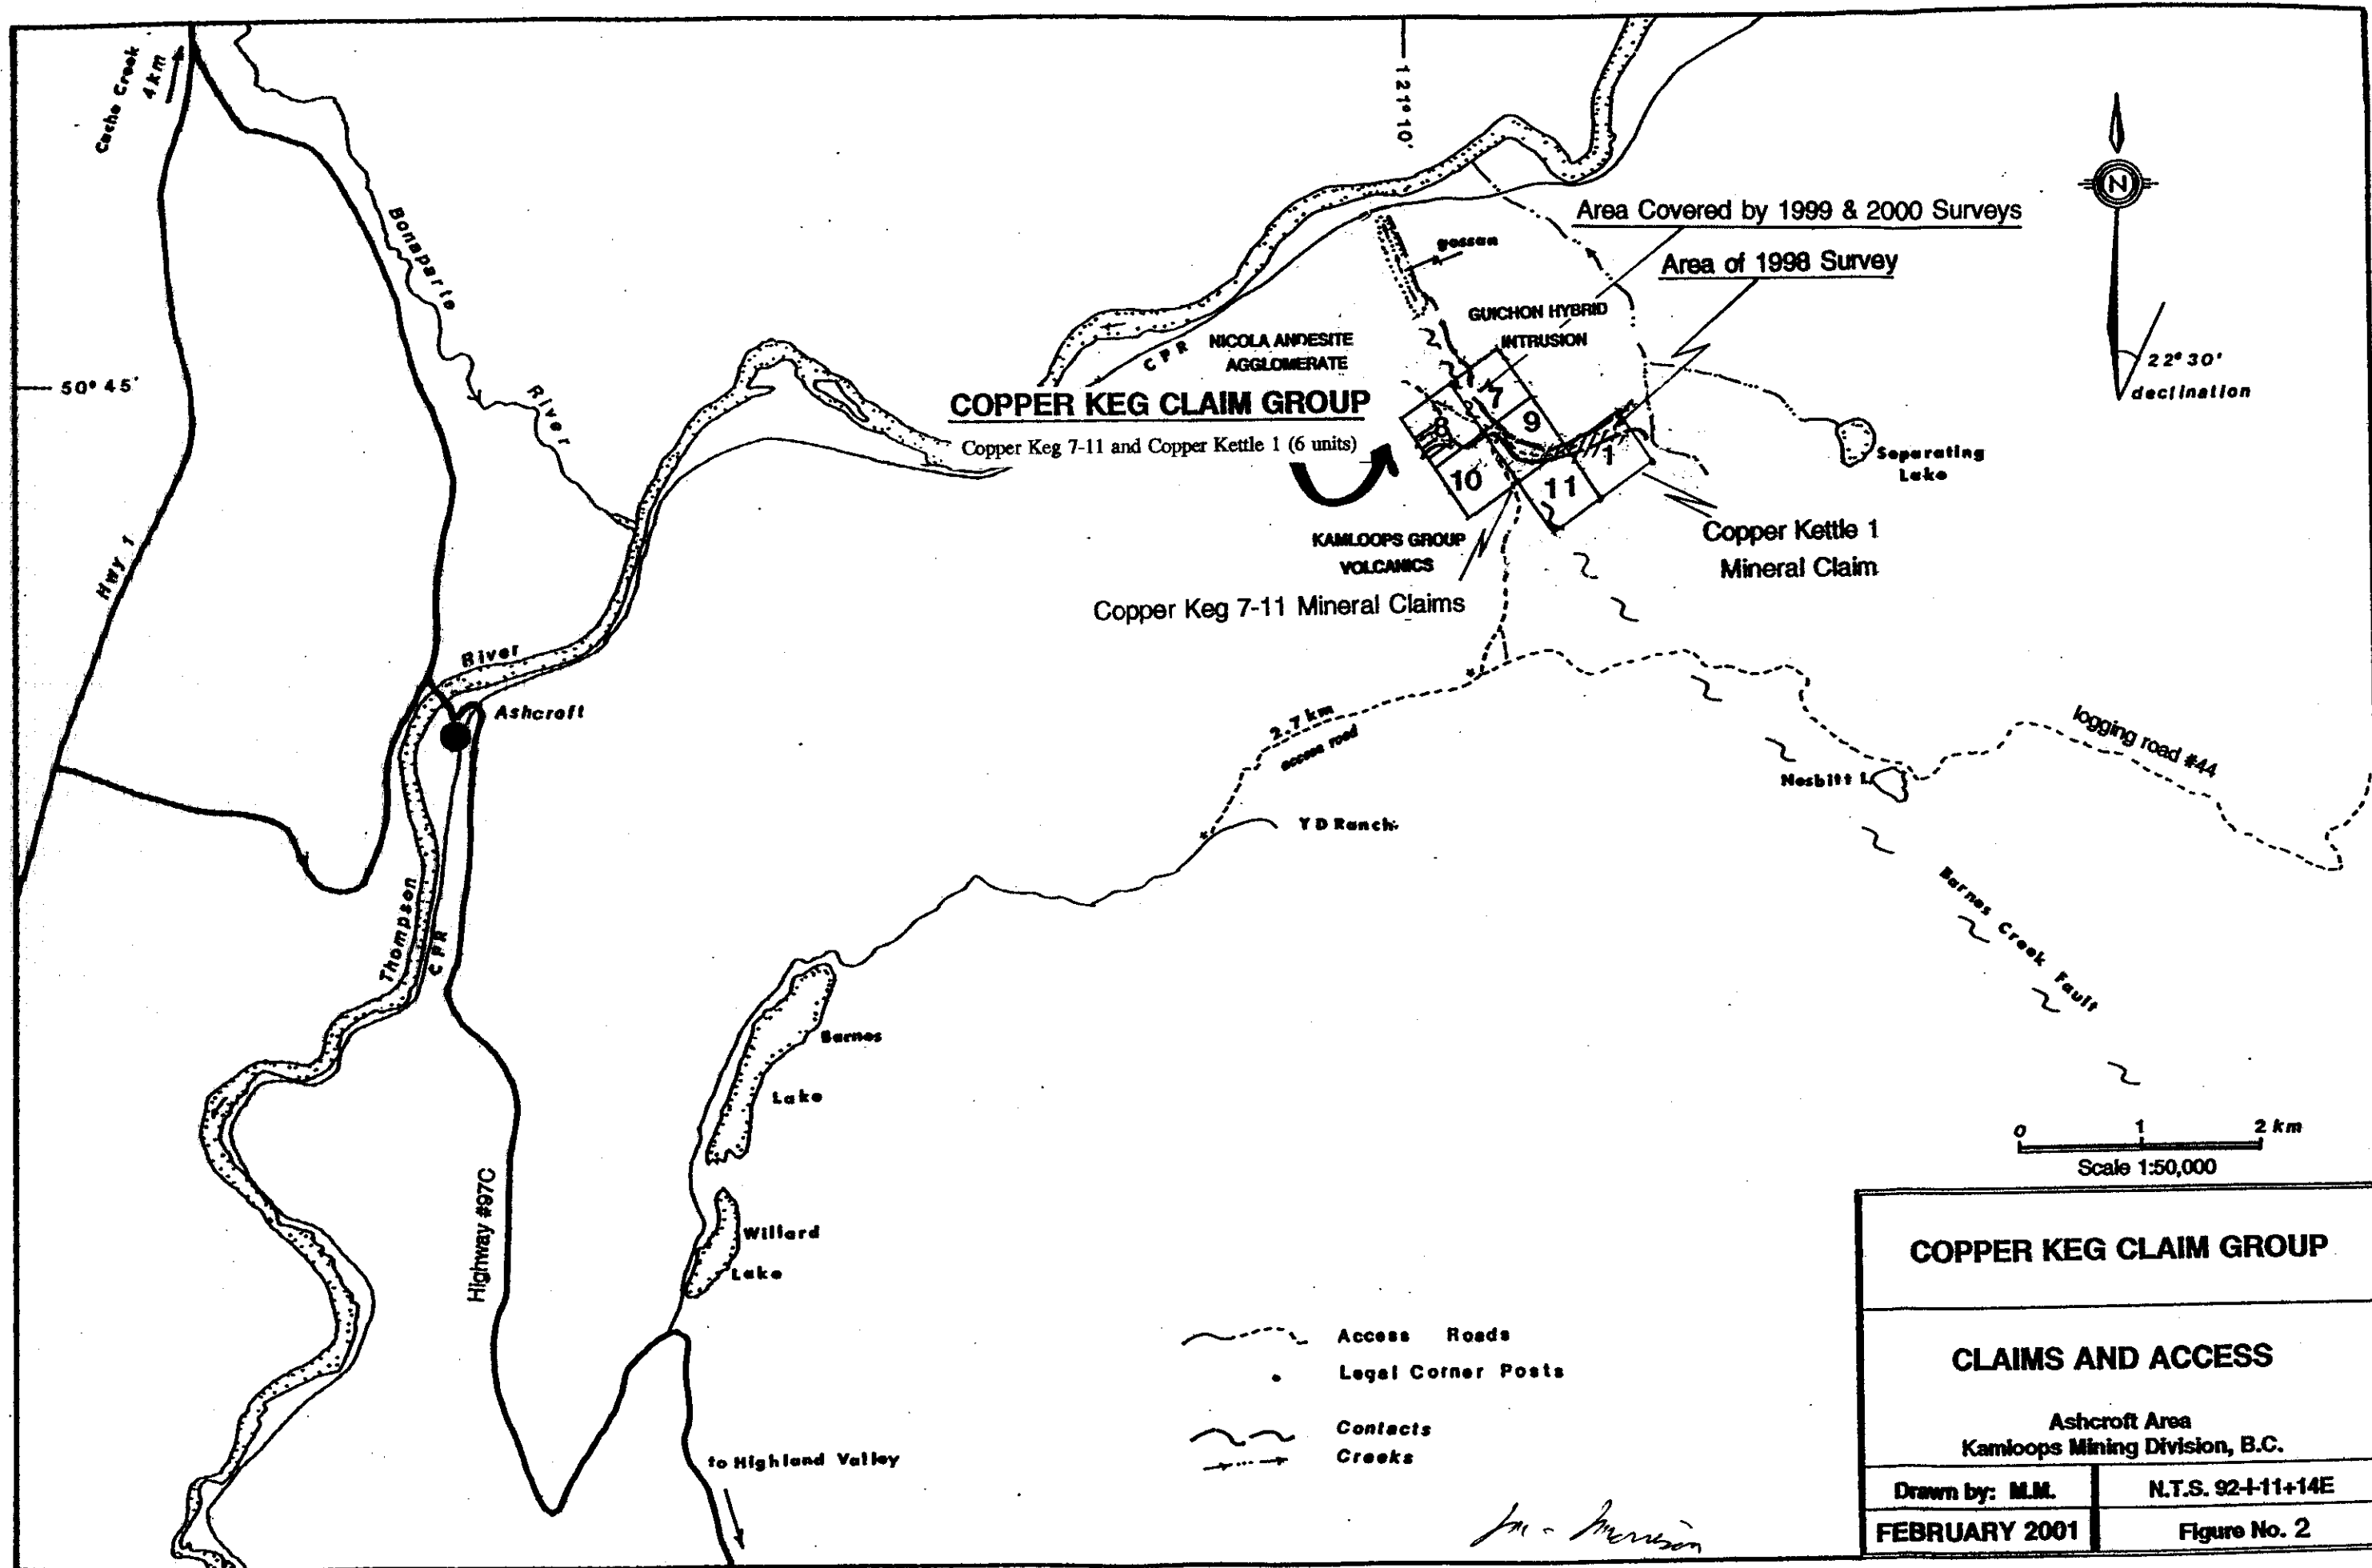 Cache Creek
4 km
121° 10'
Area Covered by 1999 & 2000 Surveys
Area of 1998 Survey
N
gossan
Bonaparte
River
GUICHON HYBRID
INTRUSION
NICOLA ANDESITE
AGGLOMERATE
CPR
50° 45'
22° 30'
declination
COPPER KEG CLAIM GROUP
Copper Keg 7-11 and Copper Kettle 1 (6 units)
7
8
9
10
11
1
Separating
Lake
Copper Kettle 1
Mineral Claim
KAMLOOPS GROUP
VOLCANICS
Copper Keg 7-11 Mineral Claims
Hwy 1
River
Ashcroft
2.7 km
access road
logging road #44
Nesbitt L.
Y D Ranch
Thompson
CPR
Barnes Creek Fault
Barnes
Lake
Willard
Lake
Highway #97C
to Highland Valley
0 1 2 km
Scale 1:50,000
Access Roads
Legal Corner Posts
Contacts
Creeks
COPPER KEG CLAIM GROUP
CLAIMS AND ACCESS
Ashcroft Area
Kamloops Mining Division, B.C.
Drawn by: M.M.
N.T.S. 92-I-11+14E
FEBRUARY 2001
Figure No. 2